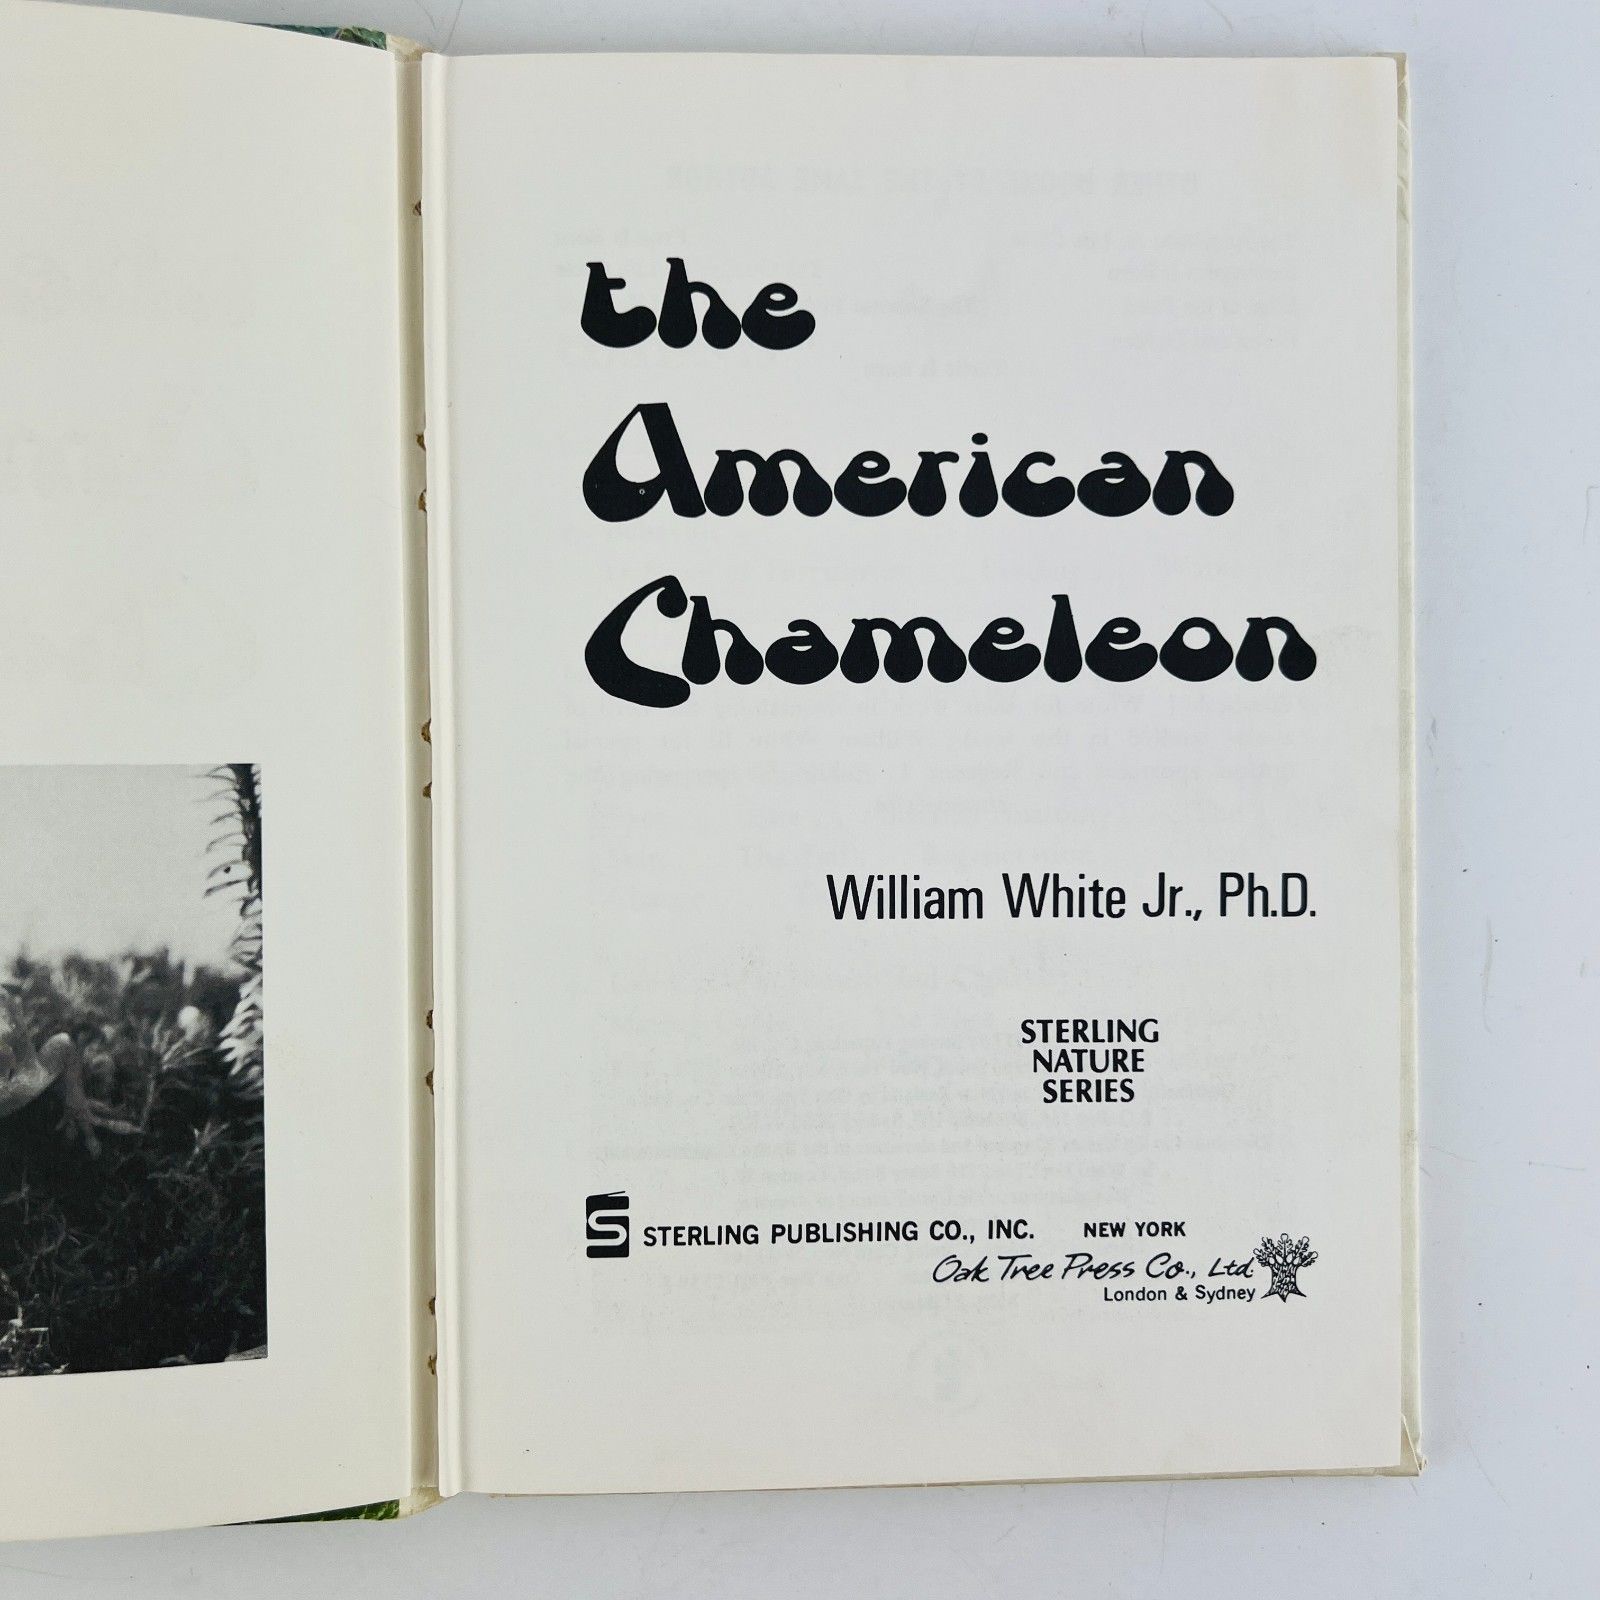 the
American
Chameleon
William White Jr., Ph.D.
STERLING
NATURE
SERIES
S STERLING PUBLISHING CO., INC. NEW YORK
Oak Tree Press Co., Ltd.
London & Sydney